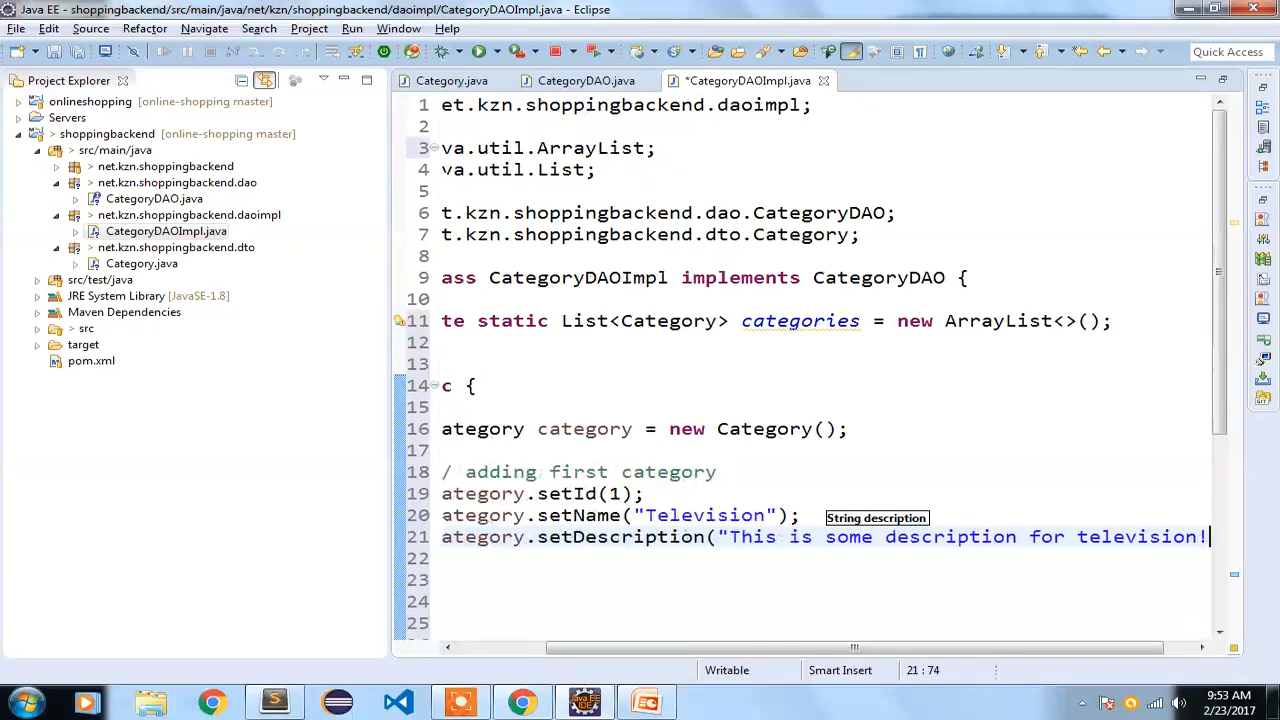 Java EE - shoppingbackend/src/main/java/net/kzn/shoppingbackend/daoimpl/CategoryDAOImpl.java - Eclipse
File Edit Source Refactor Navigate Search Project Run Window Help
Quick Access
Project Explorer
onlineshopping [online-shopping master]
Servers
> shoppingbackend [online-shopping master]
> src/main/java
> net.kzn.shoppingbackend
> net.kzn.shoppingbackend.dao
CategoryDAO.java
> net.kzn.shoppingbackend.daoimpl
CategoryDAOImpl.java
> net.kzn.shoppingbackend.dto
Category.java
src/test/java
JRE System Library [JavaSE-1.8]
Maven Dependencies
> src
target
pom.xml
Category.java CategoryDAO.java *CategoryDAOImpl.java
1 et.kzn.shoppingbackend.daoimpl;
2
3 va.util.ArrayList;
4 va.util.List;
5
6 t.kzn.shoppingbackend.dao.CategoryDAO;
7 t.kzn.shoppingbackend.dto.Category;
8
9 ass CategoryDAOImpl implements CategoryDAO {
10
11 te static List<Category> categories = new ArrayList<>();
12
13
14 c {
15
16 ategory category = new Category();
17
18 / adding first category
19 ategory.setId(1);
20 ategory.setName("Television");
String description
21 ategory.setDescription("This is some description for television!
22
23
24
25
Writable Smart Insert 21 : 74
9:53 AM
2/23/2017